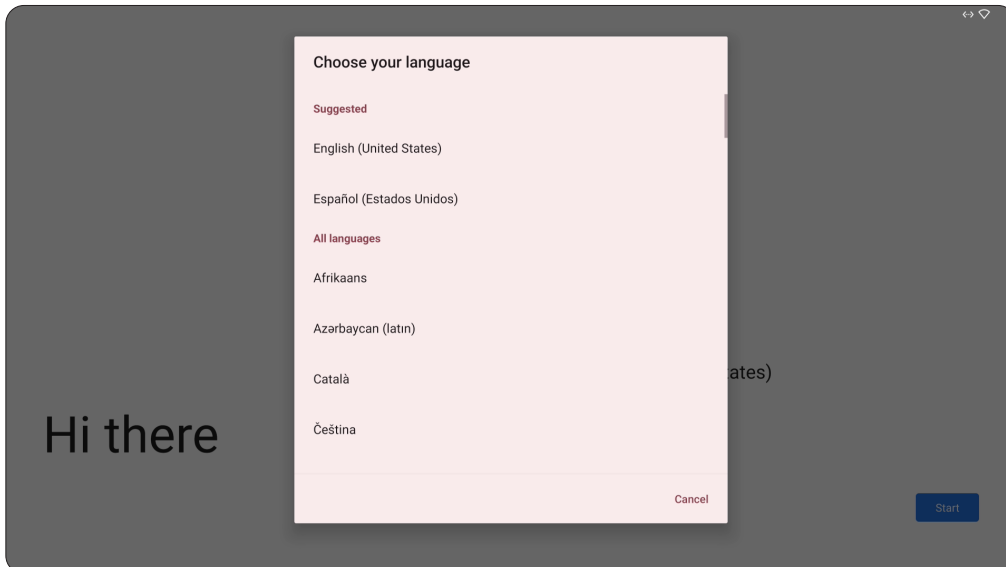 Choose your language
Suggested
English (United States)
Español (Estados Unidos)
All languages
Afrikaans
Azərbaycan (latın)
Català
Čeština
Cancel
Hi there
Start